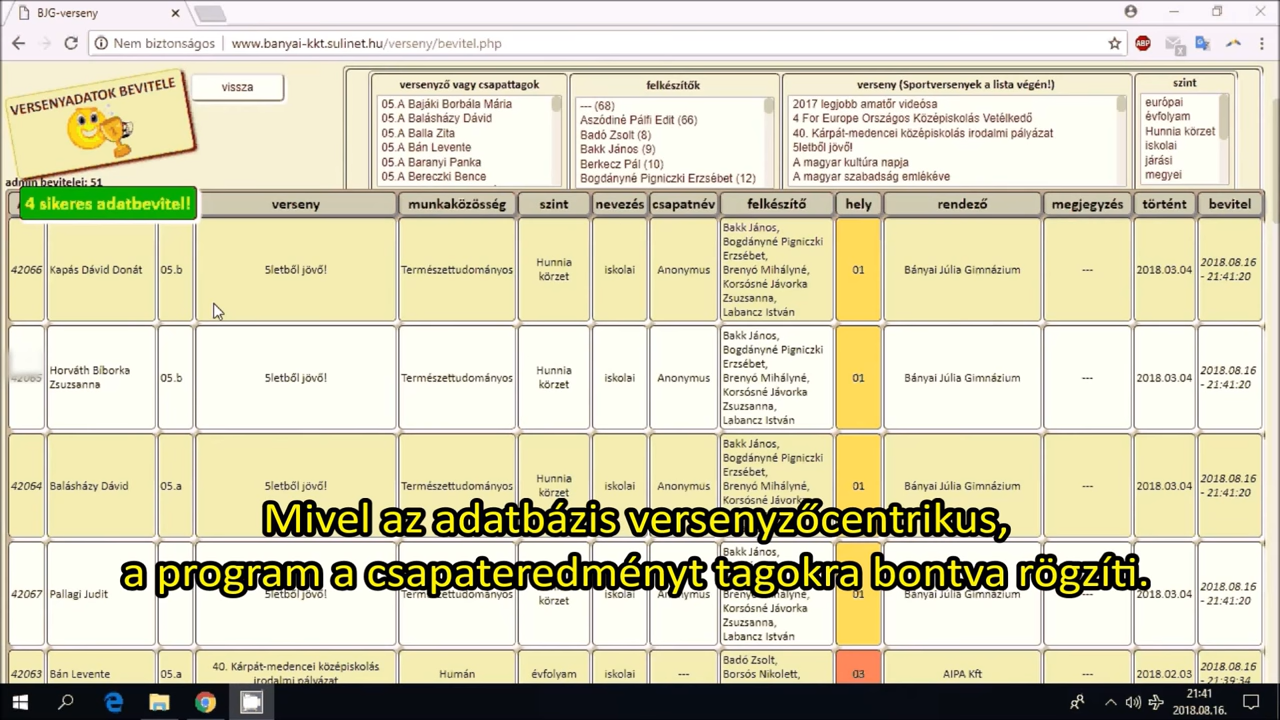 BJG-verseny
Nem biztonságos
www.banyai-kkt.sulinet.hu/verseny/bevitel.php
VERSENYADATOK BEVITELE
vissza
admin bevitelei: 51
4 sikeres adatbevitel!
versenyző vagy csapattagok
05.A Bajáki Borbála Mária
05.A Balásházy Dávid
05.A Balla Zita
05.A Bán Levente
05.A Baranyi Panka
05.A Bereczki Bence
felkészítők
--- (68)
Aszódiné Pálfi Edit (66)
Badó Zsolt (8)
Bakk János (9)
Berkecz Pál (10)
Bogdányné Pigniczki Erzsébet (12)
verseny (Sportversenyek a lista végén!)
2017 legjobb amatőr videósa
4 For Europe Országos Középiskolás Vetélkedő
40. Kárpát-medencei középiskolás irodalmi pályázat
5letből jövő!
A magyar kultúra napja
A magyar szabadság emlékéve
szint
európai
évfolyam
Hunnia körzet
iskolai
járási
megyei
verseny munkaközösség szint nevezés csapatnév felkészítő hely rendező megjegyzés történt bevitel
42066 Kapás Dávid Donát 05.b 5letből jövő! Természettudományos Hunnia körzet iskolai Anonymus
Bakk János,
Bogdányné Pigniczki
Erzsébet,
Brenyó Mihályné,
Korsósné Jávorka
Zsuzsanna,
Labancz István
01 Bányai Júlia Gimnázium --- 2018.03.04 2018.08.16 - 21:41:20
Horváth Bíborka Zsuzsanna 05.b 5letből jövő! Természettudományos Hunnia körzet iskolai Anonymus
Bakk János,
Bogdányné Pigniczki
Erzsébet,
Brenyó Mihályné,
Korsósné Jávorka
Zsuzsanna,
Labancz István
01 Bányai Júlia Gimnázium --- 2018.03.04 2018.08.16 - 21:41:20
42064 Balásházy Dávid 05.a 5letből jövő! Természettudományos Hunnia körzet iskolai Anonymus
Bakk János,
Bogdányné Pigniczki
Erzsébet,
Brenyó Mihályné,
01 Bányai Júlia Gimnázium --- 2018.03.04 2018.08.16 - 21:41:20
Mivel az adatbázis versenyzőcentrikus,
a program a csapateredményt tagokra bontva rögzíti.
42067 Pallagi Judit 05.a 5letből jövő! Természettudományos iskolai Anonymus
Bakk János,
Bogdányné Pigniczki
Korsósné Jávorka
Zsuzsanna,
Labancz István
01 Bányai Júlia Gimnázium --- 2018.03.04 2018.08.16 - 21:41:20
42063 Bán Levente 05.a 40. Kárpát-medencei középiskolás irodalmi pályázat Humán évfolyam iskolai ---
Badó Zsolt,
Borsós Nikolett,
03 AIPA Kft --- 2018.02.03 2018.08.16 - 21:39:34
21:41
2018.08.16.